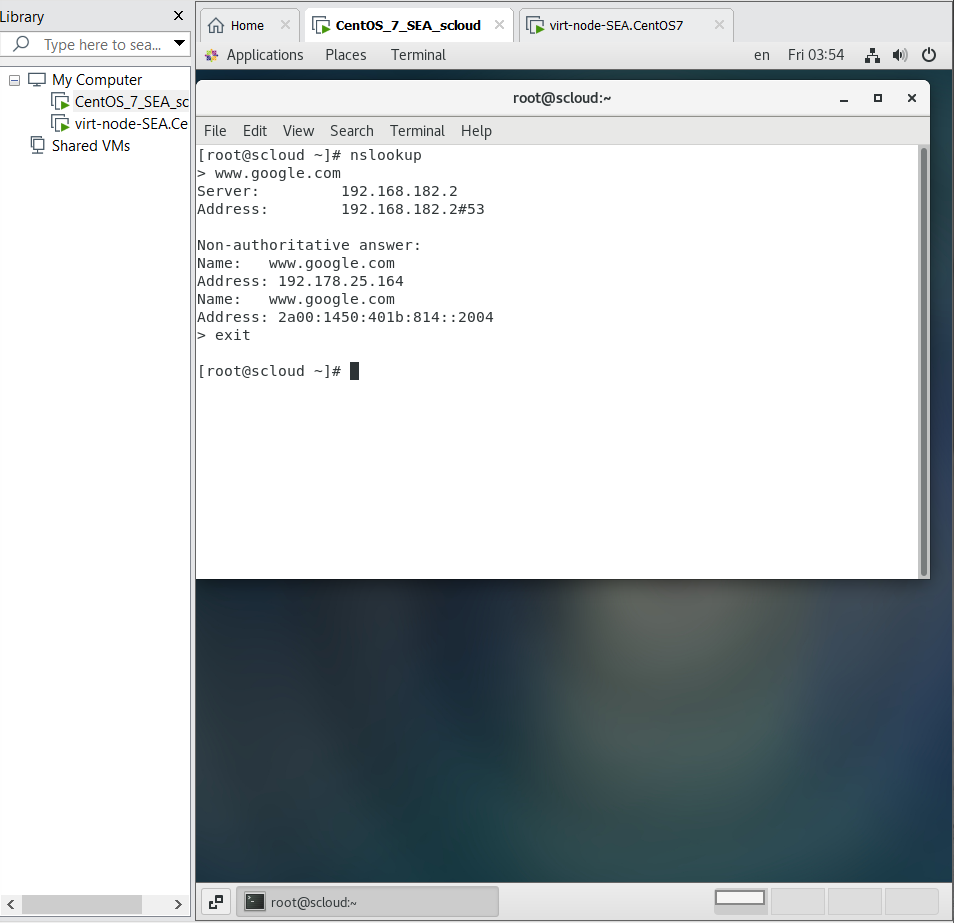 Library
Type here to sea...
My Computer
CentOS_7_SEA_sc
virt-node-SEA.Ce
Shared VMs
Home
CentOS_7_SEA_scloud
virt-node-SEA.CentOS7
Applications Places Terminal en Fri 03:54
root@scloud:~
File Edit View Search Terminal Help
[root@scloud ~]# nslookup
> www.google.com
Server: 192.168.182.2
Address: 192.168.182.2#53
Non-authoritative answer:
Name: www.google.com
Address: 192.178.25.164
Name: www.google.com
Address: 2a00:1450:401b:814::2004
> exit
[root@scloud ~]#
root@scloud:~